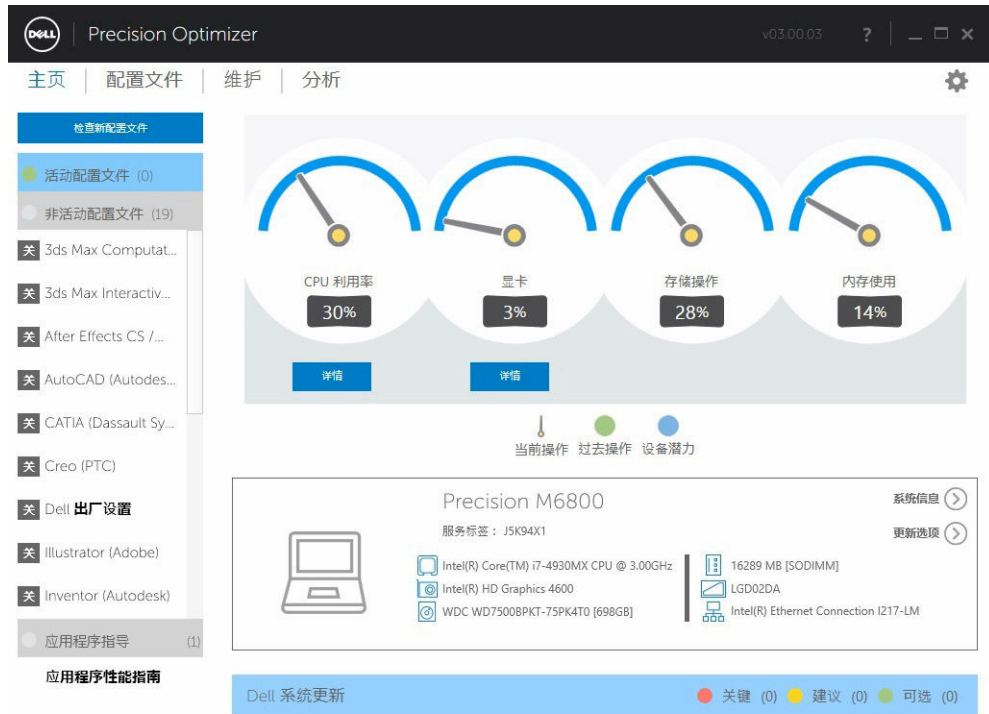 DELL Precision Optimizer v03.00.03 ?
主页 配置文件 维护 分析
检查新配置文件
活动配置文件 (0)
非活动配置文件 (19)
关 3ds Max Computat...
关 3ds Max Interactiv...
关 After Effects CS /...
关 AutoCAD (Autodes...
关 CATIA (Dassault Sy...
关 Creo (PTC)
关 Dell 出厂设置
关 Illustrator (Adobe)
关 Inventor (Autodesk)
应用程序指导 (1)
应用程序性能指南
CPU 利用率 显卡 存储操作 内存使用
30% 3% 28% 14%
详情 详情
当前操作 过去操作 设备潜力
Precision M6800
服务标签： J5K94X1
Intel(R) Core(TM) i7-4930MX CPU @ 3.00GHz
Intel(R) HD Graphics 4600
WDC WD7500BPKT-75PK4T0 [698GB]
16289 MB [SODIMM]
LGD02DA
Intel(R) Ethernet Connection I217-LM
系统信息
更新选项
Dell 系统更新 关键 (0) 建议 (0) 可选 (0)